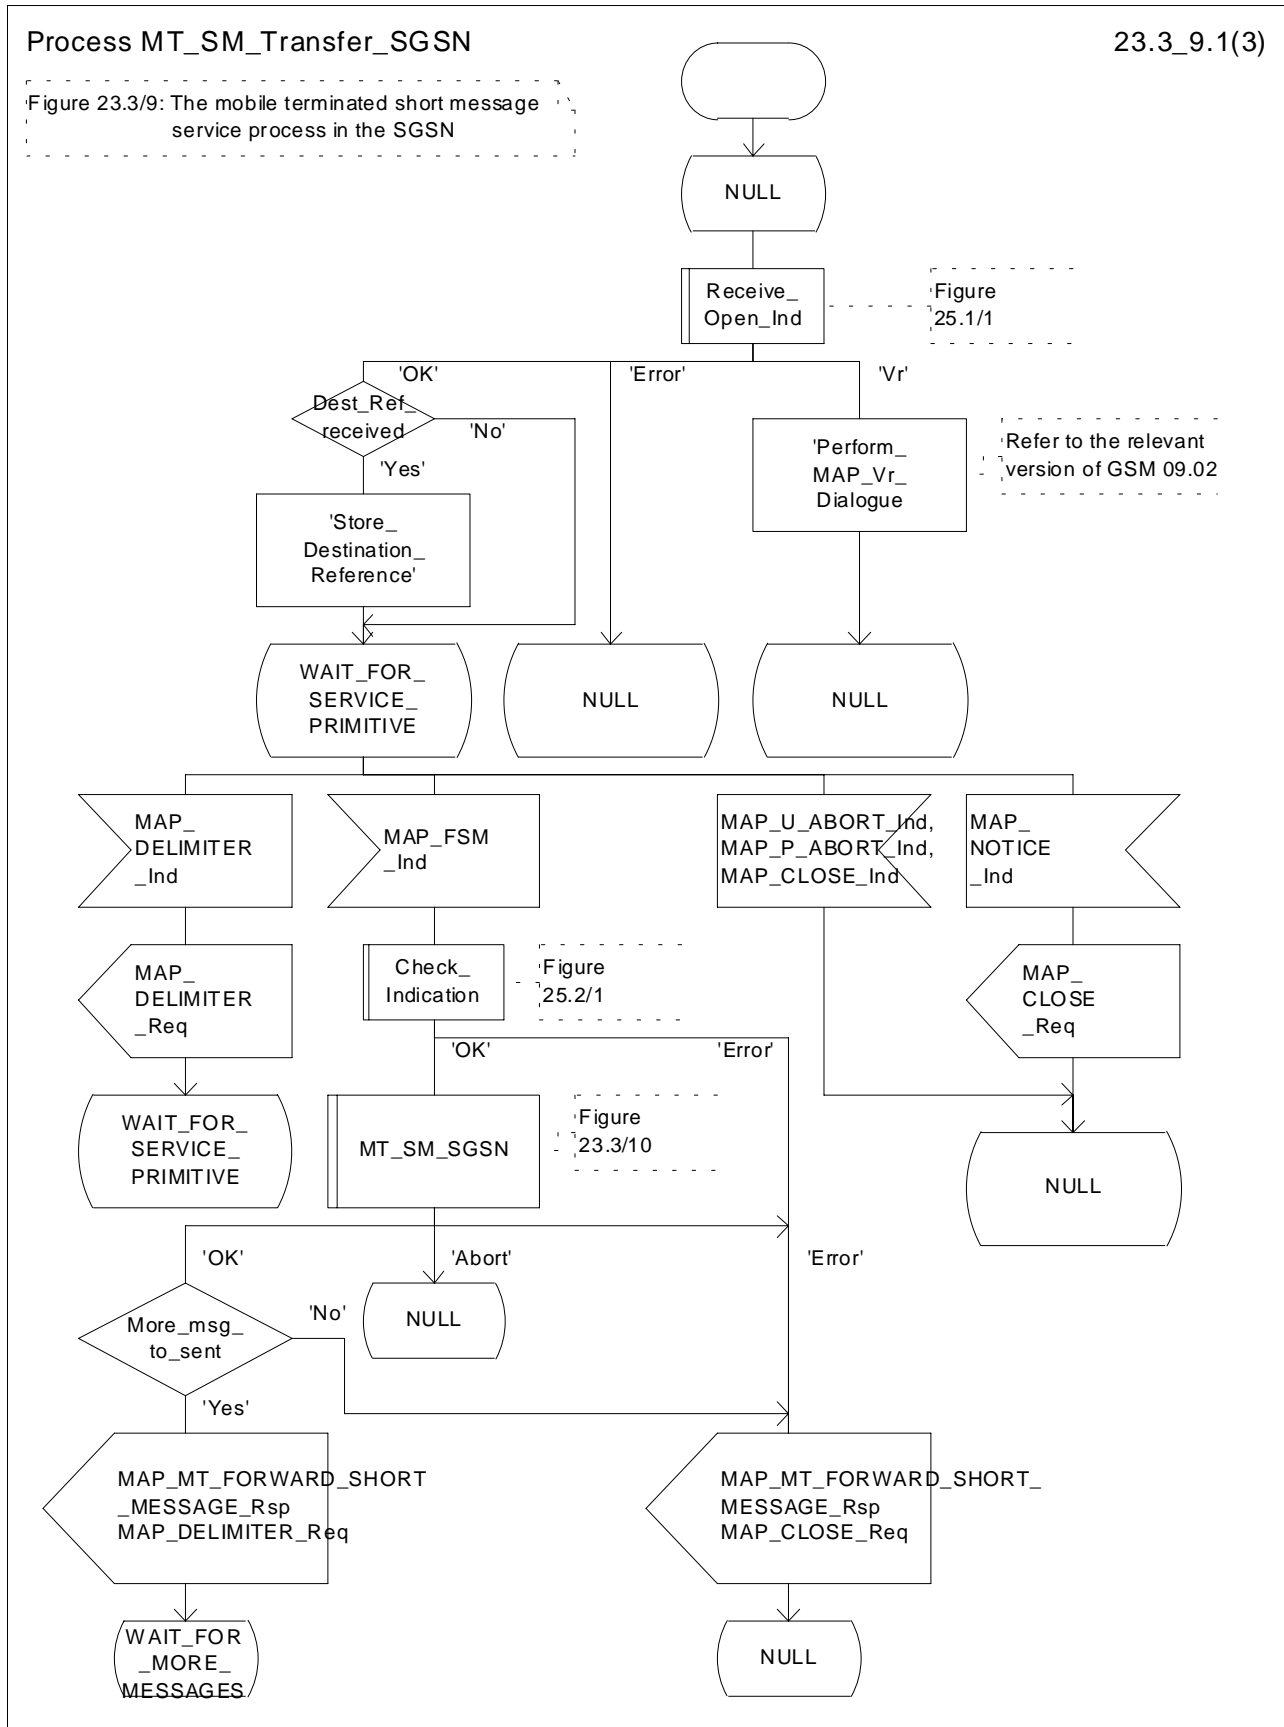 Process MT_SM_Transfer_SGSN
23.3_9.1(3)
Figure 23.3/9: The mobile terminated short message
service process in the SGSN
NULL
Receive_
Open_Ind
Figure
25.1/1
'OK'
'Error'
'Vr'
Dest_Ref_
received
'No'
'Yes'
'Perform_
MAP_Vr_
Dialogue
Refer to the relevant
version of GSM 09.02
'Store_
Destination_
Reference'
WAIT_FOR_
SERVICE_
PRIMITIVE
NULL
NULL
MAP_
DELIMITER
_Ind
MAP_FSM
_Ind
MAP_U_ABORT_Ind,
MAP_P_ABORT_Ind,
MAP_CLOSE_Ind
MAP_
NOTICE
_Ind
MAP_
DELIMITER
_Req
Check_
Indication
Figure
25.2/1
MAP_
CLOSE
_Req
'OK'
'Error'
WAIT_FOR_
SERVICE_
PRIMITIVE
MT_SM_SGSN
Figure
23.3/10
NULL
'OK'
'Abort'
'Error'
More_msg_
to_sent
'No'
NULL
'Yes'
MAP_MT_FORWARD_SHORT
_MESSAGE_Rsp
MAP_DELIMITER_Req
MAP_MT_FORWARD_SHORT_
MESSAGE_Rsp
MAP_CLOSE_Req
WAIT_FOR
_MORE_
MESSAGES
NULL